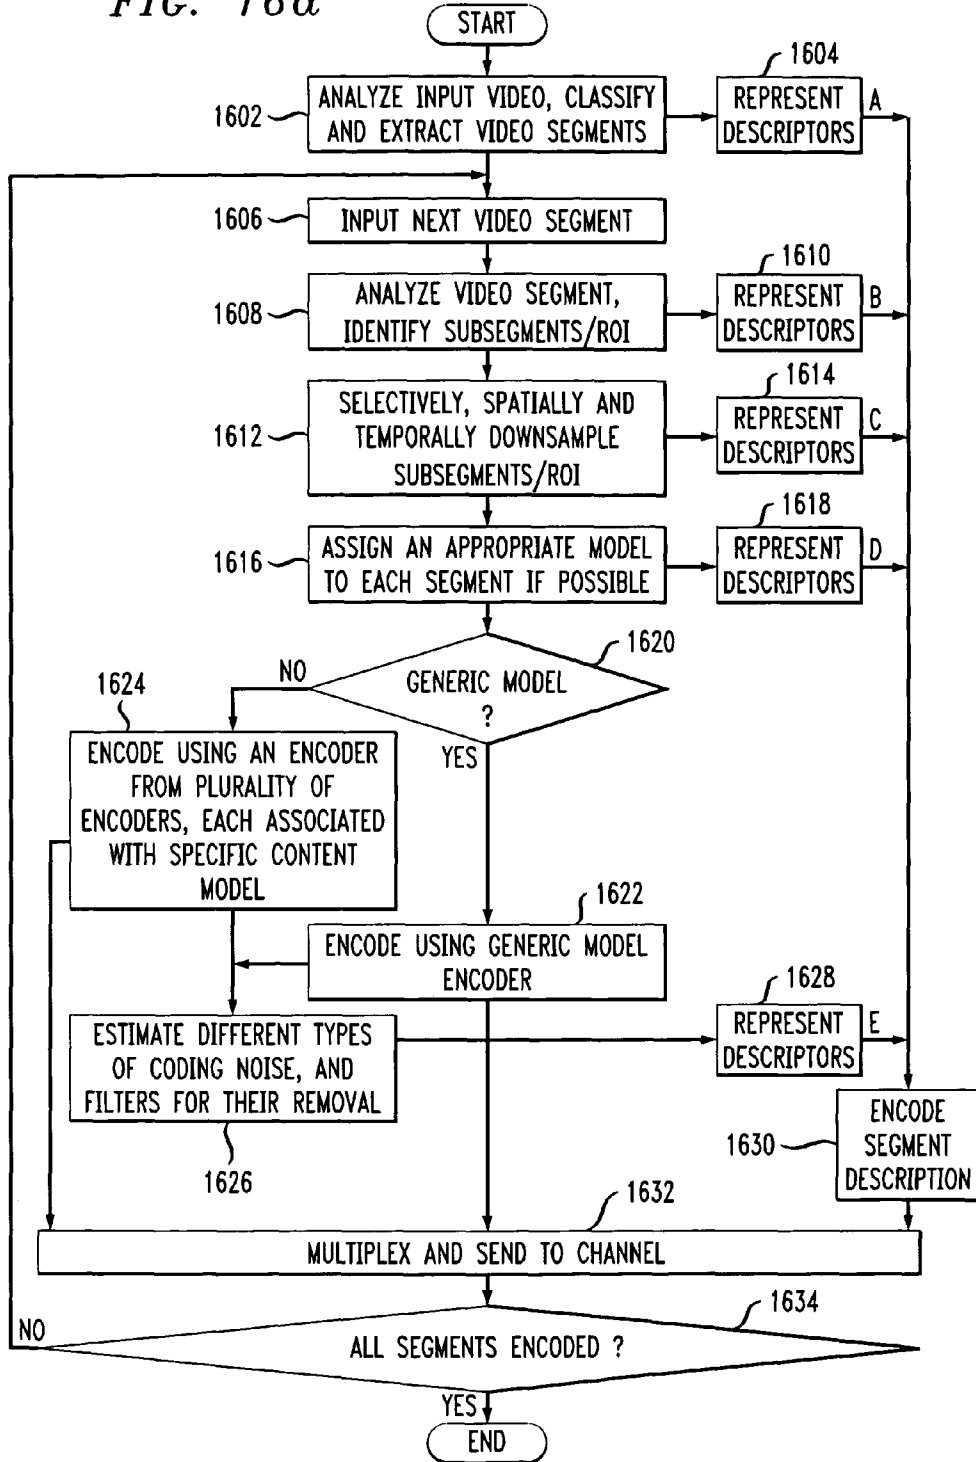 FIG. 16a
START
1602
ANALYZE INPUT VIDEO, CLASSIFY
AND EXTRACT VIDEO SEGMENTS
1604
REPRESENT
DESCRIPTORS
A
1606
INPUT NEXT VIDEO SEGMENT
1608
ANALYZE VIDEO SEGMENT,
IDENTIFY SUBSEGMENTS/ROI
1610
REPRESENT
DESCRIPTORS
B
1612
SELECTIVELY, SPATIALLY AND
TEMPORALLY DOWNSAMPLE
SUBSEGMENTS/ROI
1614
REPRESENT
DESCRIPTORS
C
1616
ASSIGN AN APPROPRIATE MODEL
TO EACH SEGMENT IF POSSIBLE
1618
REPRESENT
DESCRIPTORS
D
1620
GENERIC MODEL
?
NO
YES
1624
ENCODE USING AN ENCODER
FROM PLURALITY OF
ENCODERS, EACH ASSOCIATED
WITH SPECIFIC CONTENT
MODEL
1622
ENCODE USING GENERIC MODEL
ENCODER
ESTIMATE DIFFERENT TYPES
OF CODING NOISE, AND
FILTERS FOR THEIR REMOVAL
1626
1628
REPRESENT
DESCRIPTORS
E
1630
ENCODE
SEGMENT
DESCRIPTION
1632
MULTIPLEX AND SEND TO CHANNEL
1634
ALL SEGMENTS ENCODED ?
NO
YES
END